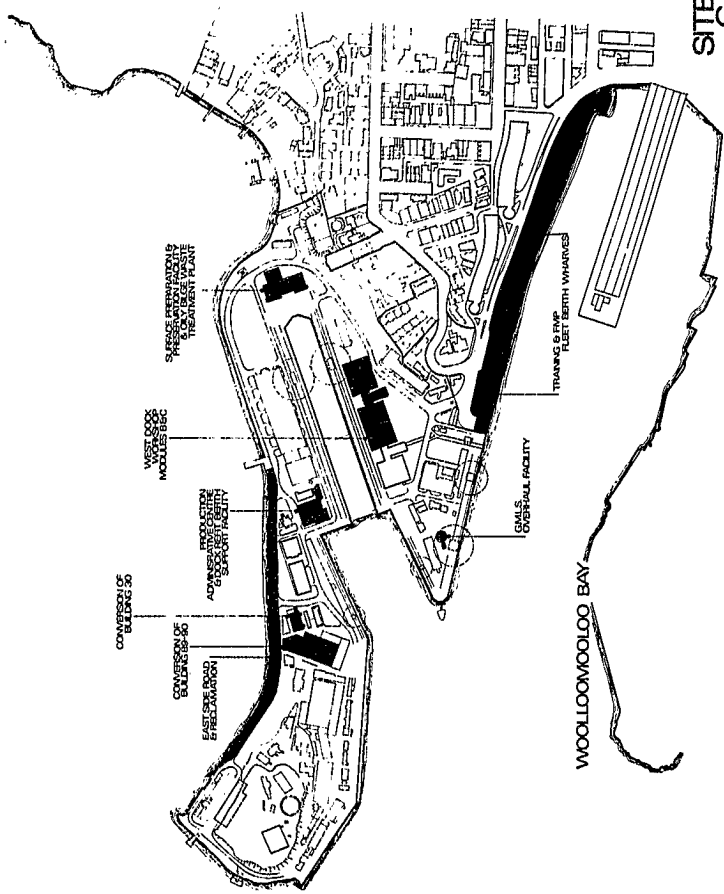 SITE
SURFACE PREPARATION &
PRESERVATION FACILITY
& OILY BILGE WASTE
TREATMENT PLANT
WEST DOCK
WORKSHOP
MODULES B&C
PRODUCTION
ADMINISTRATIVE CENTRE
& DOCK REFIT BERTH
SUPPORT FACILITY
CONVERSION OF
BUILDING 30
CONVERSION OF
BUILDING 89-90
EAST SIDE ROAD
& RECLAMATION
TRAINING & FMP
FLEET BERTH WHARVES
G.M.L.S.
OVERHAUL FACILITY
WOOLLOOMOOLOO BAY